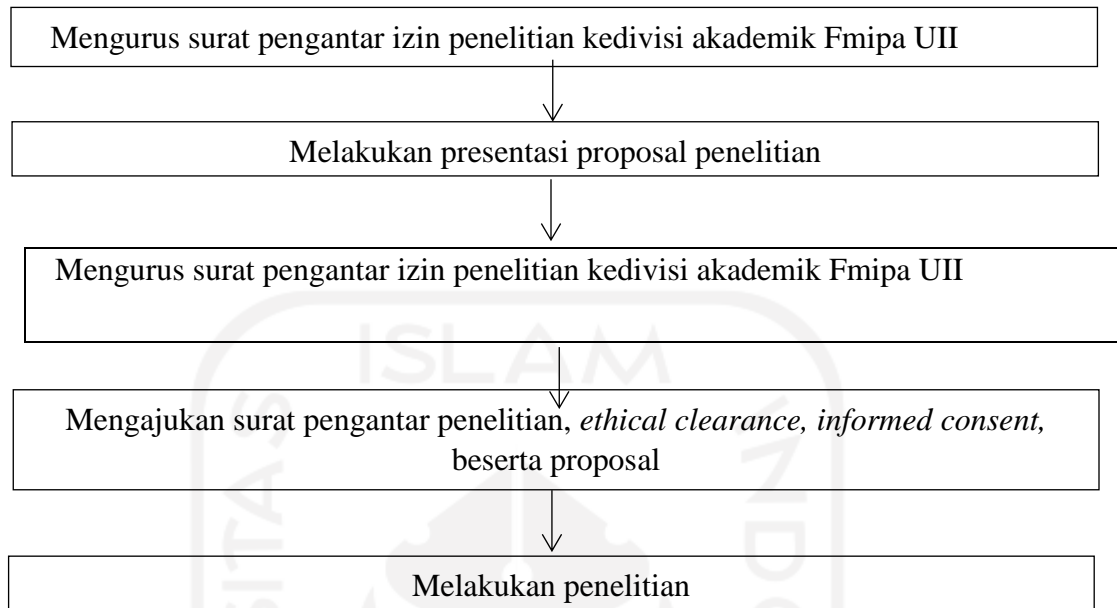 Mengurus surat pengantar izin penelitian kedivisi akademik Fmipa UII
Melakukan presentasi proposal penelitian
Mengurus surat pengantar izin penelitian kedivisi akademik Fmipa UII
ISLAM
Mengajukan surat pengantar penelitian, ethical clearance, informed consent,
beserta proposal
Melakukan penelitian